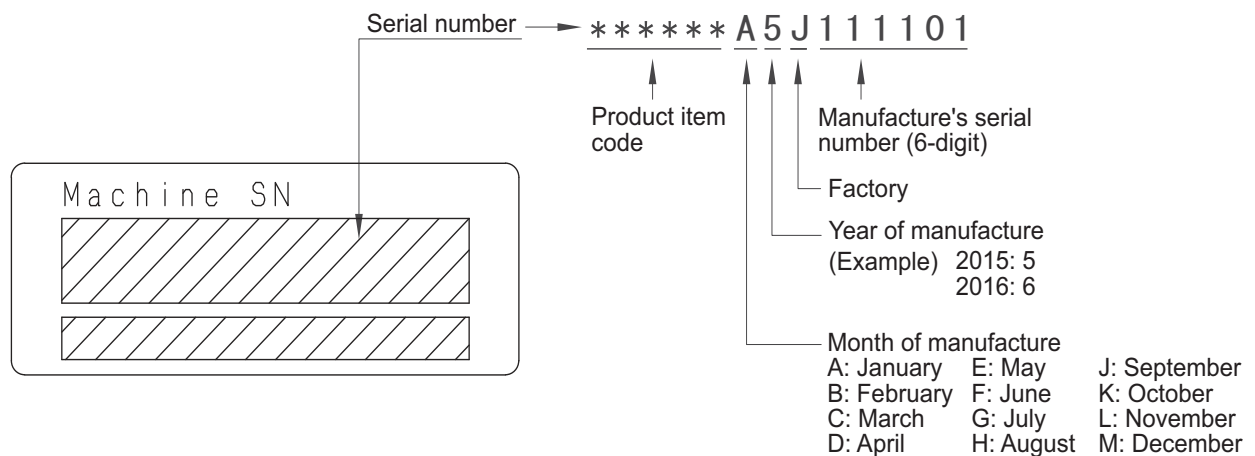 Serial number
******A5J111101
Product item
code
Manufacture's serial
number (6-digit)
Factory
Year of manufacture
(Example) 2015: 5
2016: 6
Machine SN
Month of manufacture
A: January E: May J: September
B: February F: June K: October
C: March G: July L: November
D: April H: August M: December